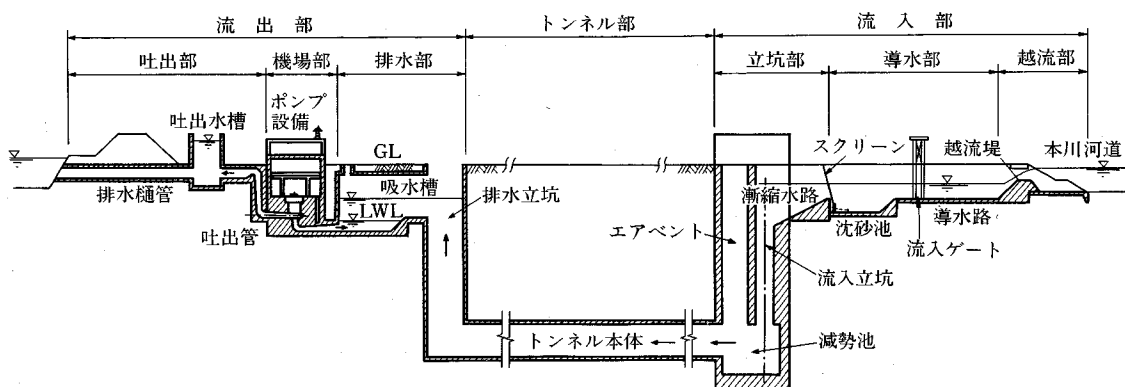 流出部
トンネル部
流入部
吐出部
機場部
排水部
立坑部
導水部
越流部
ポンプ
設備
吐出水槽
スクリーン
越流堤
本川河道
GL
吸水槽
排水樋管
排水立坑
漸縮水路
LWL
吐出管
沈砂池
導水路
エアベント
流入ゲート
流入立坑
トンネル本体
減勢池